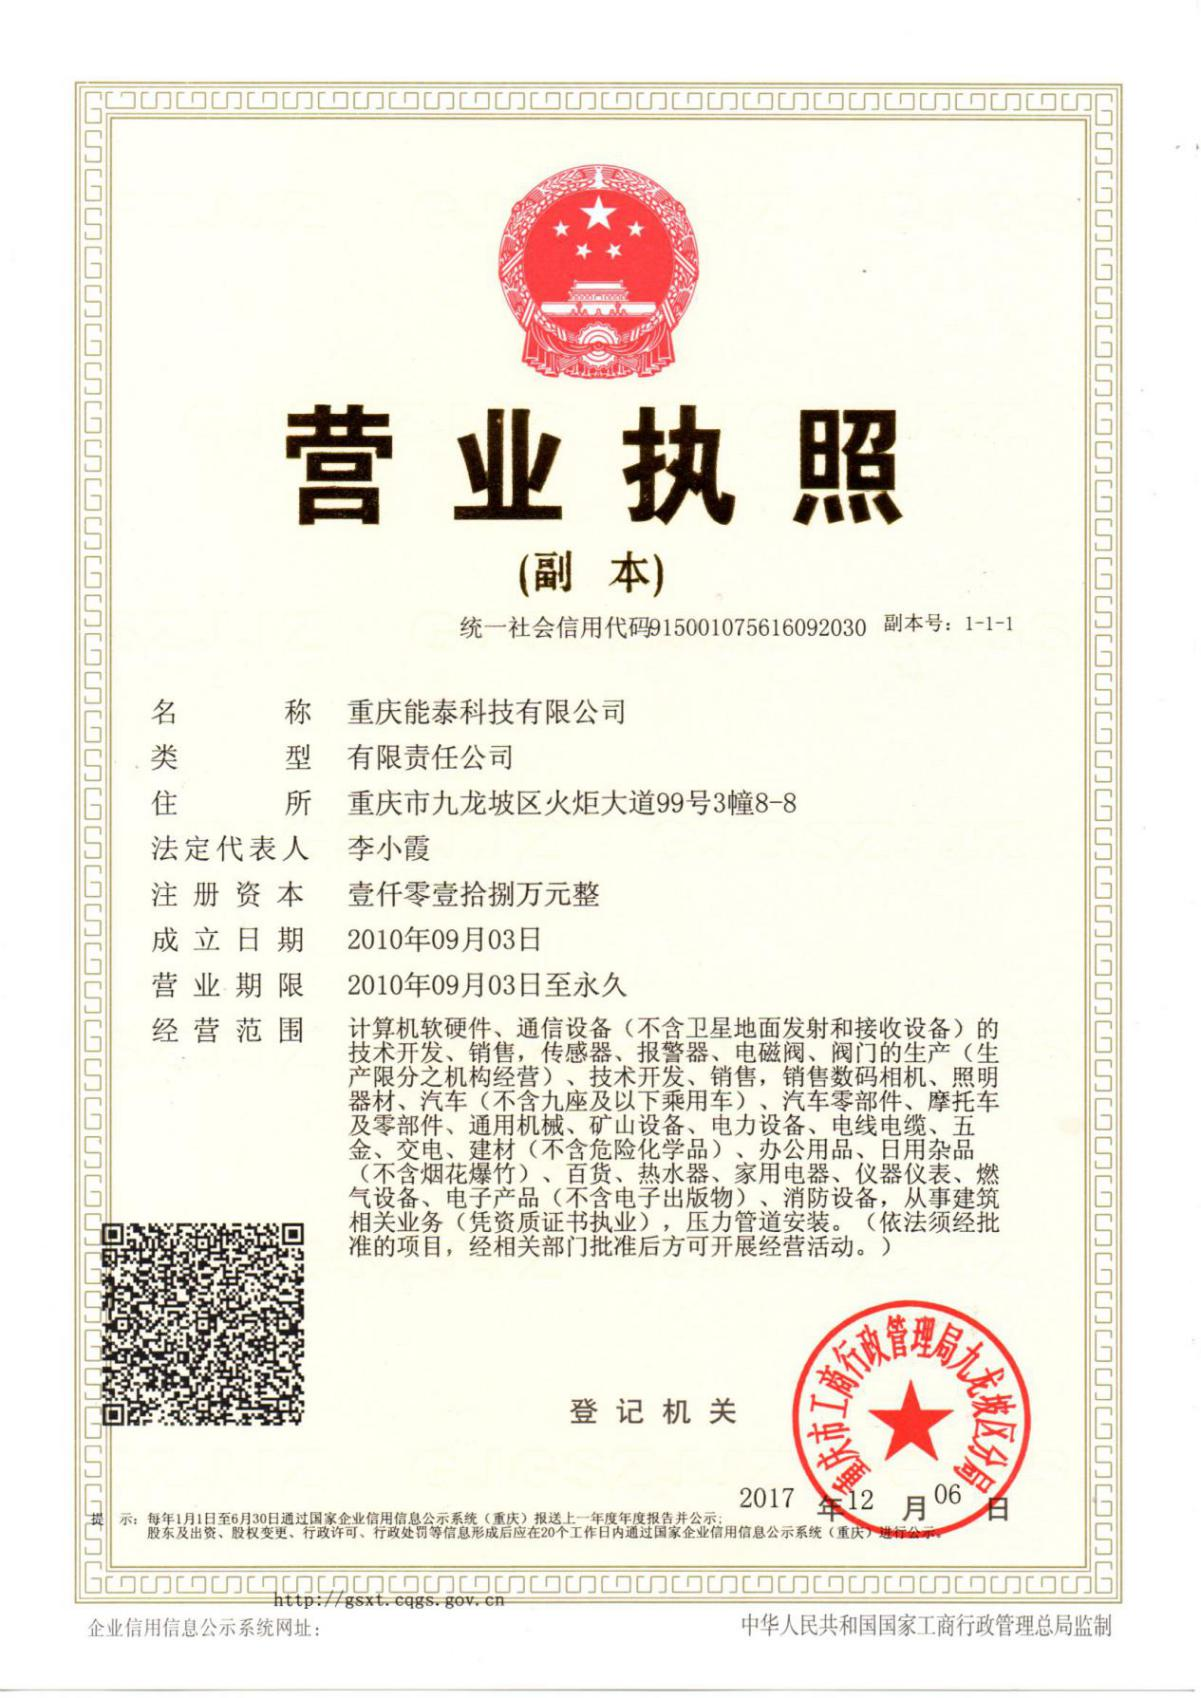 营业执照
(副 本)
统一社会信用代码915001075616092030 副本号：1-1-1
名称 重庆能泰科技有限公司
类型 有限责任公司
住所 重庆市九龙坡区火炬大道99号3幢8-8
法定代表人 李小霞
注册资本 壹仟零壹拾捌万元整
成立日期 2010年09月03日
营业期限 2010年09月03日至永久
经营范围 计算机软硬件、通信设备（不含卫星地面发射和接收设备）的
技术开发、销售，传感器、报警器、电磁阀、阀门的生产（生
产限分之机构经营）、技术开发、销售，销售数码相机、照明
器材、汽车（不含九座及以下乘用车）、汽车零部件、摩托车
及零部件、通用机械、矿山设备、电力设备、电线电缆、五
金、交电、建材（不含危险化学品）、办公用品、日用杂品
（不含烟花爆竹）、百货、热水器、家用电器、仪器仪表、燃
气设备、电子产品（不含电子出版物）、消防设备，从事建筑
相关业务（凭资质证书执业），压力管道安装。（依法须经批
准的项目，经相关部门批准后方可开展经营活动。）
重庆市工商行政管理局九龙坡区分局
登记机关
2017 年12 月06 日
提 示：每年1月1日至6月30日通过国家企业信用信息公示系统（重庆）报送上一年度年度报告并公示；
股东及出资、股权变更、行政许可、行政处罚等信息形成后应在20个工作日内通过国家企业信用信息公示系统（重庆）进行公示。
http://gsxt.cqgs.gov.cn
企业信用信息公示系统网址：
中华人民共和国国家工商行政管理总局监制